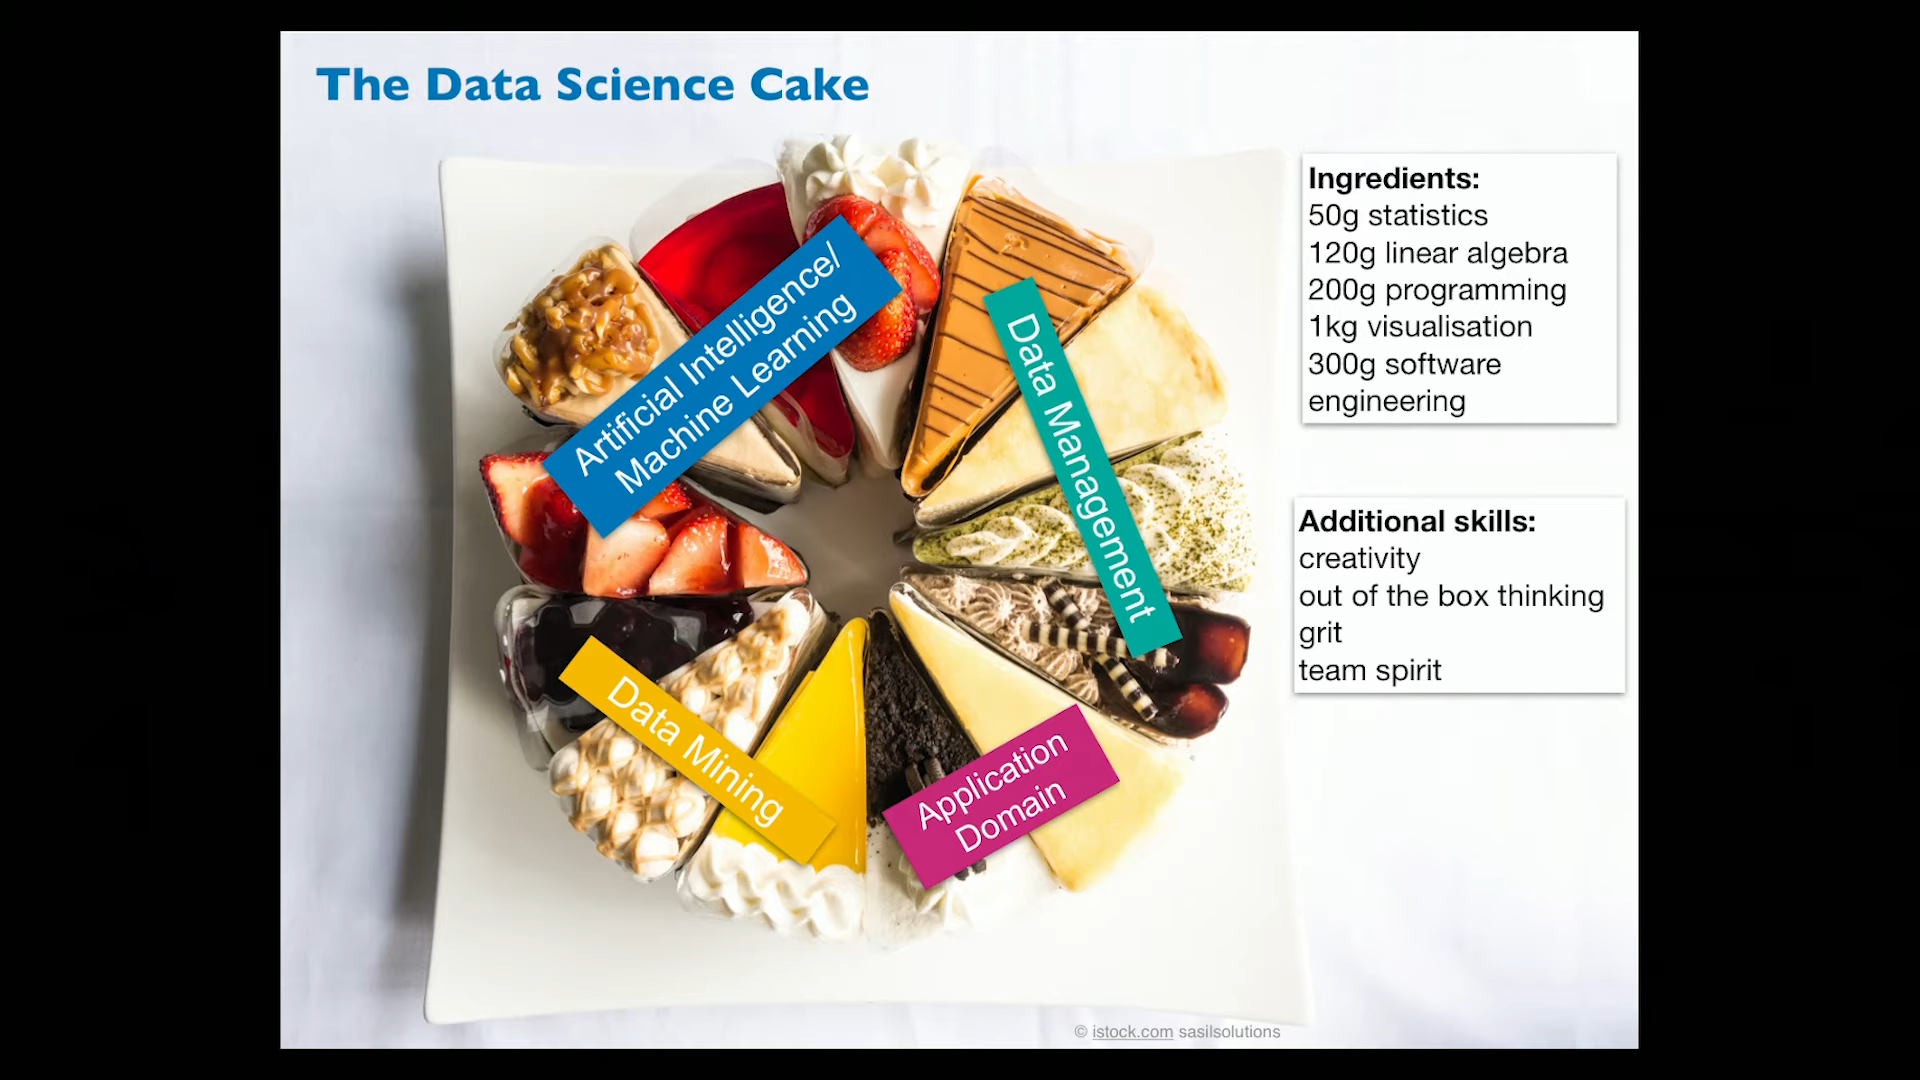 The Data Science Cake
Artificial Intelligence/
Machine Learning
Data Management
Data Mining
Application
Domain
Ingredients:
50g statistics
120g linear algebra
200g programming
1kg visualisation
300g software
engineering
Additional skills:
creativity
out of the box thinking
grit
team spirit
© istock.com sasilsolutions